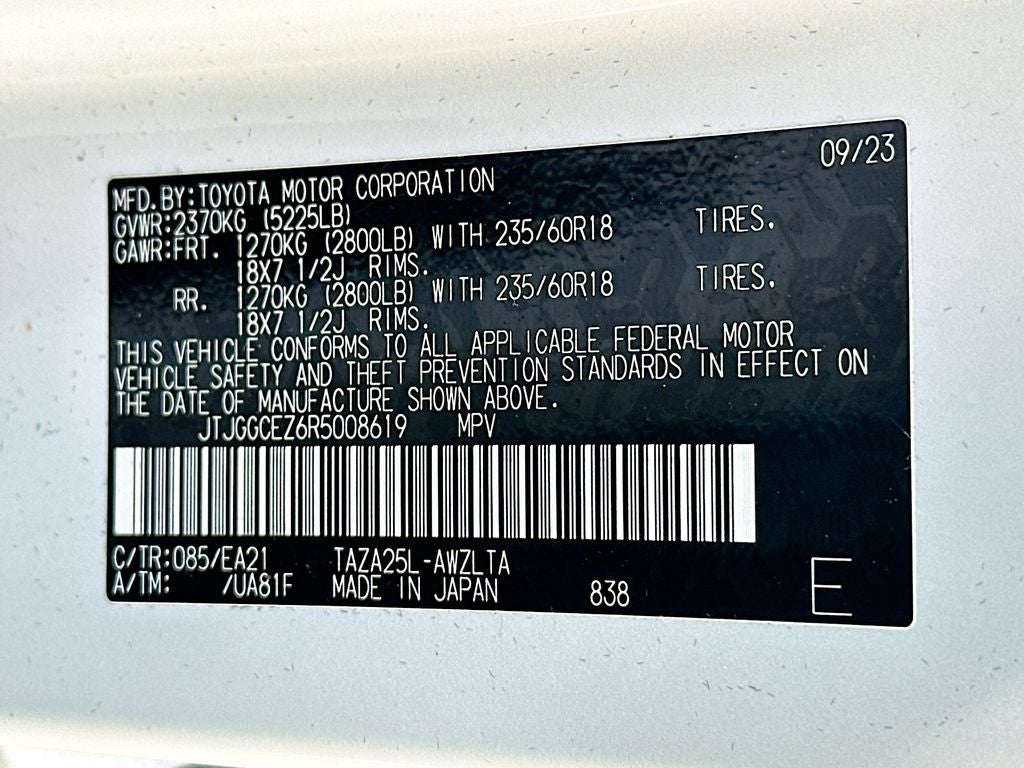 09/23
MFD.BY:TOYOTA MOTOR CORPORATION
GVWR:2370KG (5225LB)
GAWR:FRT. 1270KG (2800LB) WITH 235/60R18 TIRES.
18X7 1/2J RIMS.
RR. 1270KG (2800LB) WITH 235/60R18 TIRES.
18X7 1/2J RIMS.
THIS VEHICLE CONFORMS TO ALL APPLICABLE FEDERAL MOTOR
VEHICLE SAFETY AND THEFT PREVENTION STANDARDS IN EFFECT ON
THE DATE OF MANUFACTURE SHOWN ABOVE.
JTJGGCEZ6R5008619 MPV
C/TR:085/EA21 TAZA25L-AWZLTA
A/TM: /UA81F MADE IN JAPAN 838 E